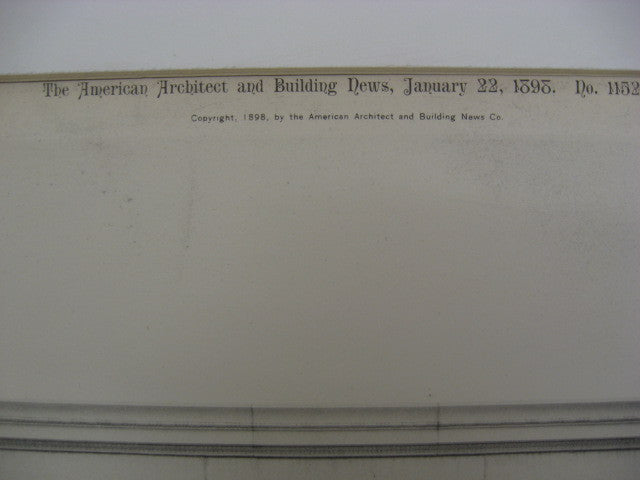 The American Architect and Building News, January 22, 1898. No. 1152
Copyright, 1898, by the American Architect and Building News Co.